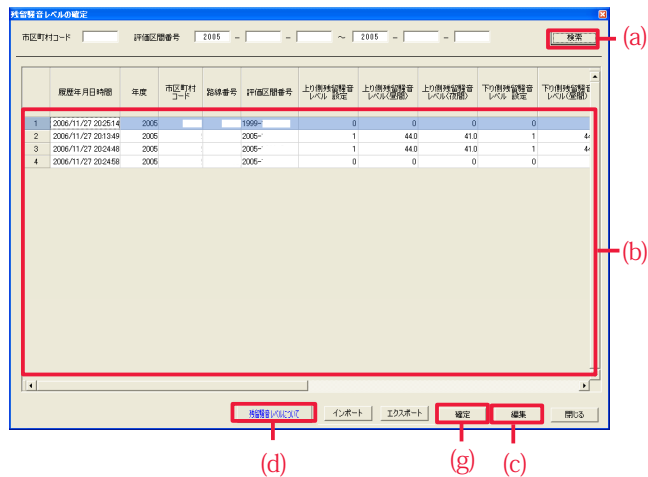 残留騒音レベルの確定
市区町村コード 評価区間番号 2005 - - ～ 2005 - - 検索 (a)
履歴年月日時間 年度 市区町村コード 路線番号 評価区間番号 上り側残留騒音レベル 設定 上り側残留騒音レベル(昼間) 上り側残留騒音レベル(夜間) 下り側残留騒音レベル 設定 下り側残留騒音レベル(昼間)
1 2006/11/27 20:25:14 2005 1999- 0 0 0 0
2 2006/11/27 20:13:49 2005 2005- 1 44.0 41.0 1 44
3 2006/11/27 20:24:48 2005 2005- 1 44.0 41.0 1 44
4 2006/11/27 20:24:58 2005 2005- 0 0 0 0
(b)
残留騒音レベルについて インポート エクスポート 確定 編集 閉じる
(d) (g) (c)